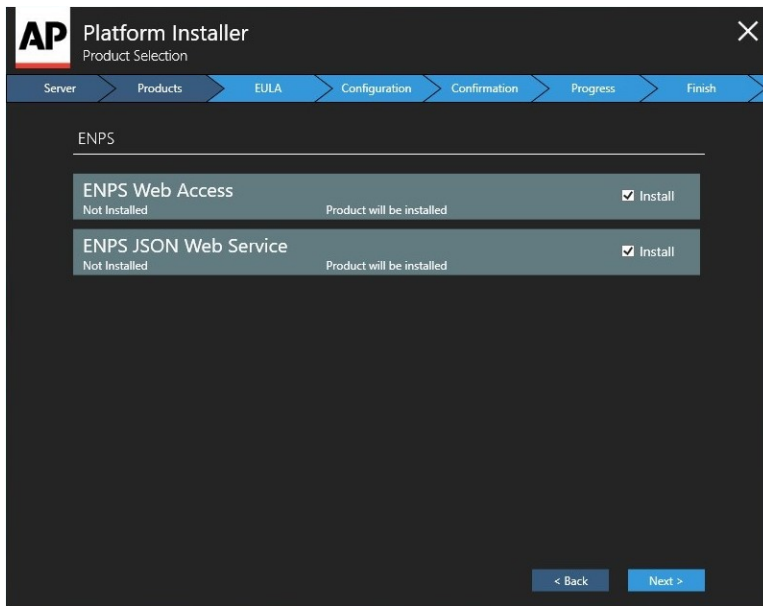 AP Platform Installer
Product Selection
Server Products EULA Configuration Confirmation Progress Finish
ENPS
ENPS Web Access
Not Installed Product will be installed Install
ENPS JSON Web Service
Not Installed Product will be installed Install
< Back Next >